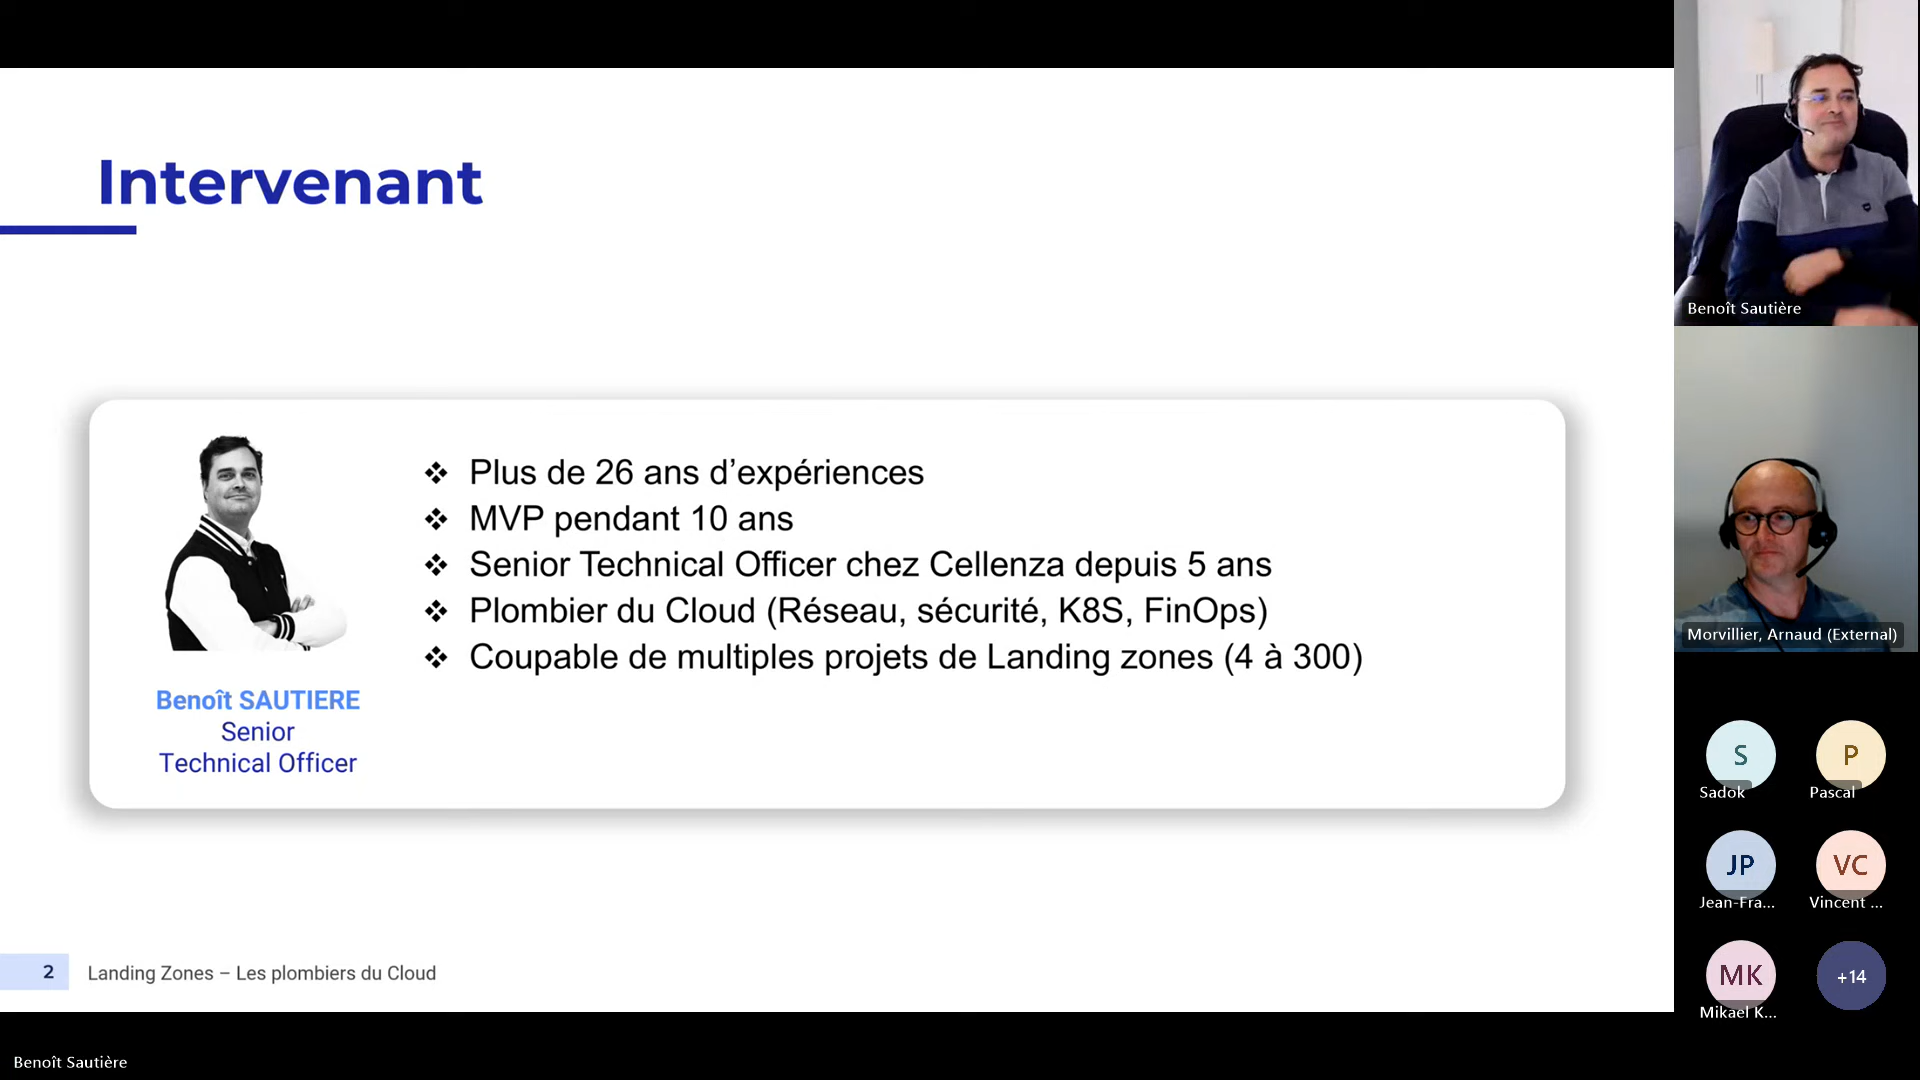 Intervenant
❖ Plus de 26 ans d’expériences
❖ MVP pendant 10 ans
❖ Senior Technical Officer chez Cellenza depuis 5 ans
❖ Plombier du Cloud (Réseau, sécurité, K8S, FinOps)
❖ Coupable de multiples projets de Landing zones (4 à 300)
Benoît SAUTIERE
Senior
Technical Officer
2 Landing Zones – Les plombiers du Cloud
Benoît Sautière
Benoît Sautière
Morvillier, Arnaud (External)
S P
Sadok Pascal
JP VC
Jean-Fra... Vincent ...
MK +14
Mikael K...